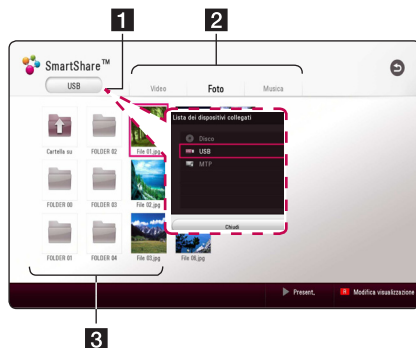 1
2
SmartShare™
USB
Video
Foto
Musica
Lista dei dispositivi collegati
Disco
USB
MTP
Chiudi
Cartella su
FOLDER 02
File 01.jpg
FOLDER 00
FOLDER 03
File 02.jpg
FOLDER 01
FOLDER 04
File 03.jpg
File 06.jpg
Present.
R Modifica visualizzazione
3